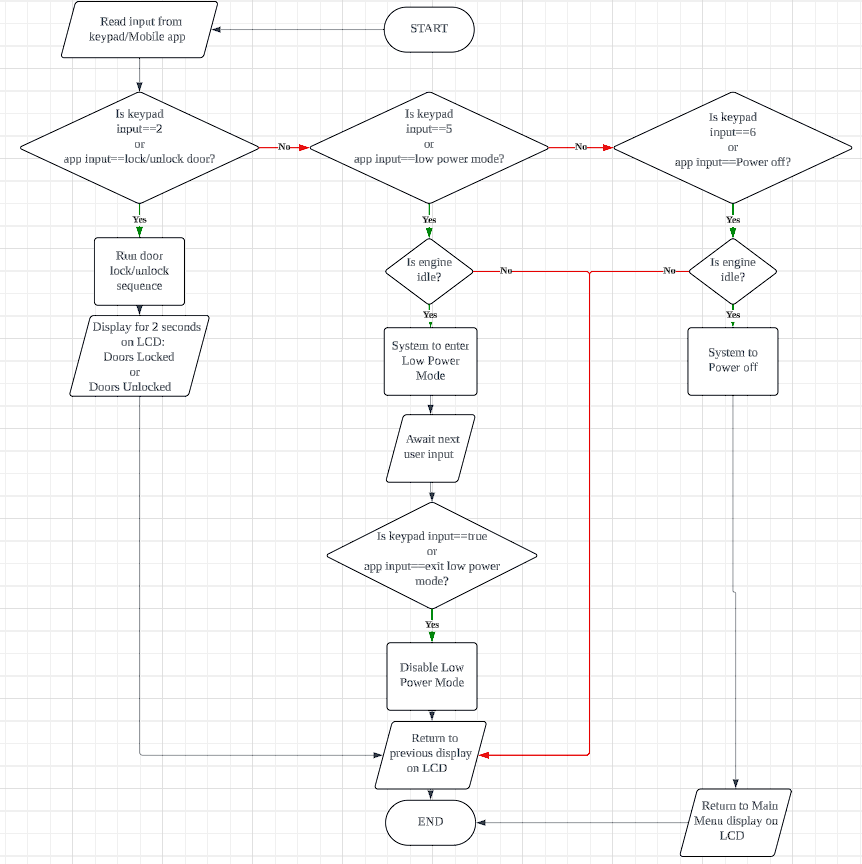 START
Read input from
keypad/Mobile app
Is keypad
input==2
or
app input==lock/unlock door?
No
Is keypad
input==5
or
app input==low power mode?
No
Is keypad
input==6
or
app input==Power off?
Yes
Yes
Yes
Run door
lock/unlock
sequence
Is engine
idle?
No
No
Is engine
idle?
Yes
Yes
Display for 2 seconds
on LCD:
Doors Locked
or
Doors Unlocked
System to enter
Low Power
Mode
System to
Power off
Await next
user input
Is keypad input==true
or
app input==exit low power
mode?
Yes
Disable Low
Power Mode
Return to
previous display
on LCD
END
Return to Main
Menu display on
LCD